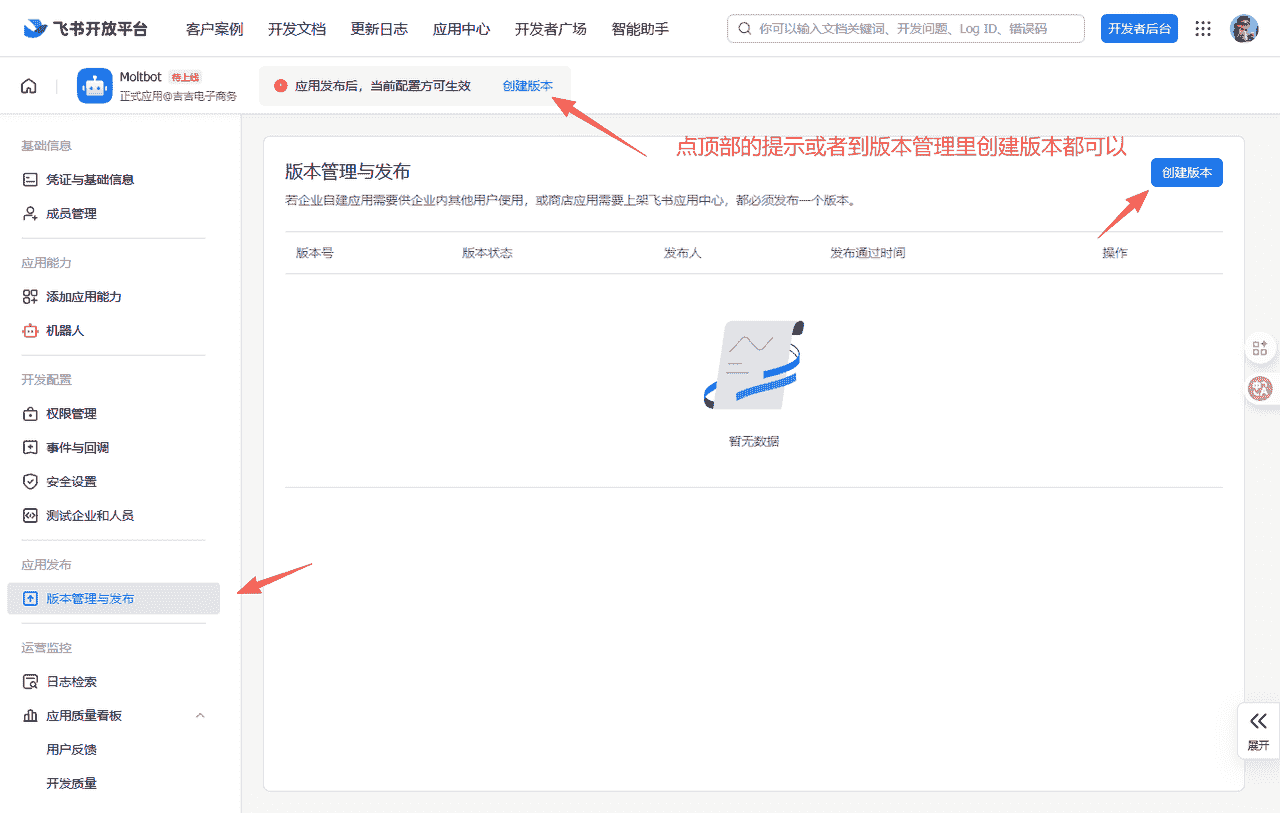 飞书开放平台 客户案例 开发文档 更新日志 应用中心 开发者广场 智能助手 你可以输入文档关键词、开发问题、Log ID、错误码 开发者后台
Moltbot 待上线
正式应用@吉吉电子商务
应用发布后，当前配置方可生效 创建版本
点顶部的提示或者到版本管理里创建版本都可以
基础信息
凭证与基础信息
成员管理
应用能力
添加应用能力
机器人
开发配置
权限管理
事件与回调
安全设置
测试企业和人员
应用发布
版本管理与发布
运营监控
日志检索
应用质量看板
用户反馈
开发质量
版本管理与发布
创建版本
若企业自建应用需要供企业内其他用户使用，或商店应用需要上架飞书应用中心，都必须发布一个版本。
版本号 版本状态 发布人 发布通过时间 操作
暂无数据
展开